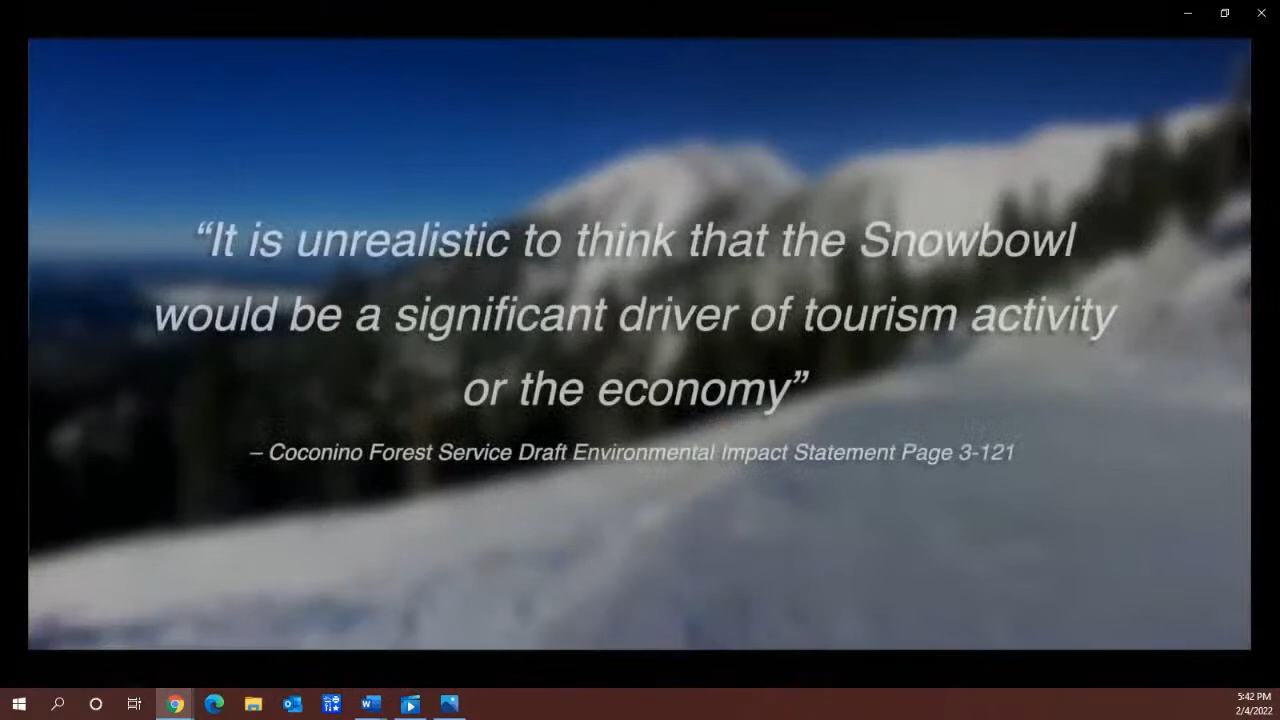 “It is unrealistic to think that the Snowbowl
would be a significant driver of tourism activity
or the economy”
– Coconino Forest Service Draft Environmental Impact Statement Page 3-121
5:42 PM
2/4/2022